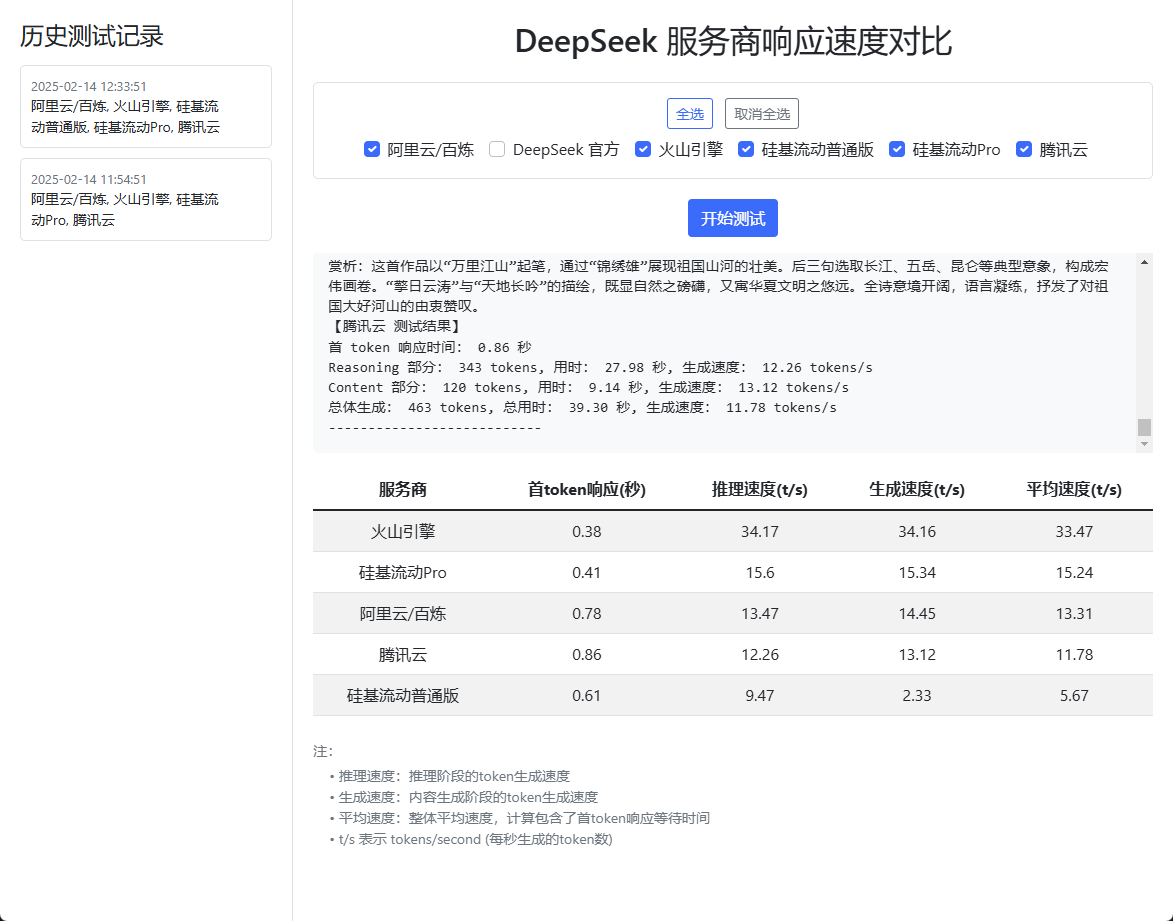 历史测试记录
2025-02-14 12:33:51
阿里云/百炼, 火山引擎, 硅基流
动普通版, 硅基流动Pro, 腾讯云
2025-02-14 11:54:51
阿里云/百炼, 火山引擎, 硅基流
动Pro, 腾讯云
DeepSeek 服务商响应速度对比
全选 取消全选
阿里云/百炼 DeepSeek 官方 火山引擎 硅基流动普通版 硅基流动Pro 腾讯云
开始测试
赏析：这首作品以“万里江山”起笔，通过“锦绣雄”展现祖国山河的壮美。后三句选取长江、五岳、昆仑等典型意象，构成宏
伟画卷。“擎日云涛”与“天地长吟”的描绘，既显自然之磅礴，又寓华夏文明之悠远。全诗意境开阔，语言凝练，抒发了对祖
国大好河山的由衷赞叹。
【腾讯云 测试结果】
首 token 响应时间： 0.86 秒
Reasoning 部分： 343 tokens, 用时： 27.98 秒, 生成速度： 12.26 tokens/s
Content 部分： 120 tokens, 用时： 9.14 秒, 生成速度： 13.12 tokens/s
总体生成： 463 tokens, 总用时： 39.30 秒, 生成速度： 11.78 tokens/s
---------------------------
服务商 首token响应(秒) 推理速度(t/s) 生成速度(t/s) 平均速度(t/s)
火山引擎 0.38 34.17 34.16 33.47
硅基流动Pro 0.41 15.6 15.34 15.24
阿里云/百炼 0.78 13.47 14.45 13.31
腾讯云 0.86 12.26 13.12 11.78
硅基流动普通版 0.61 9.47 2.33 5.67
注：
• 推理速度：推理阶段的token生成速度
• 生成速度：内容生成阶段的token生成速度
• 平均速度：整体平均速度，计算包含了首token响应等待时间
• t/s 表示 tokens/second (每秒生成的token数)